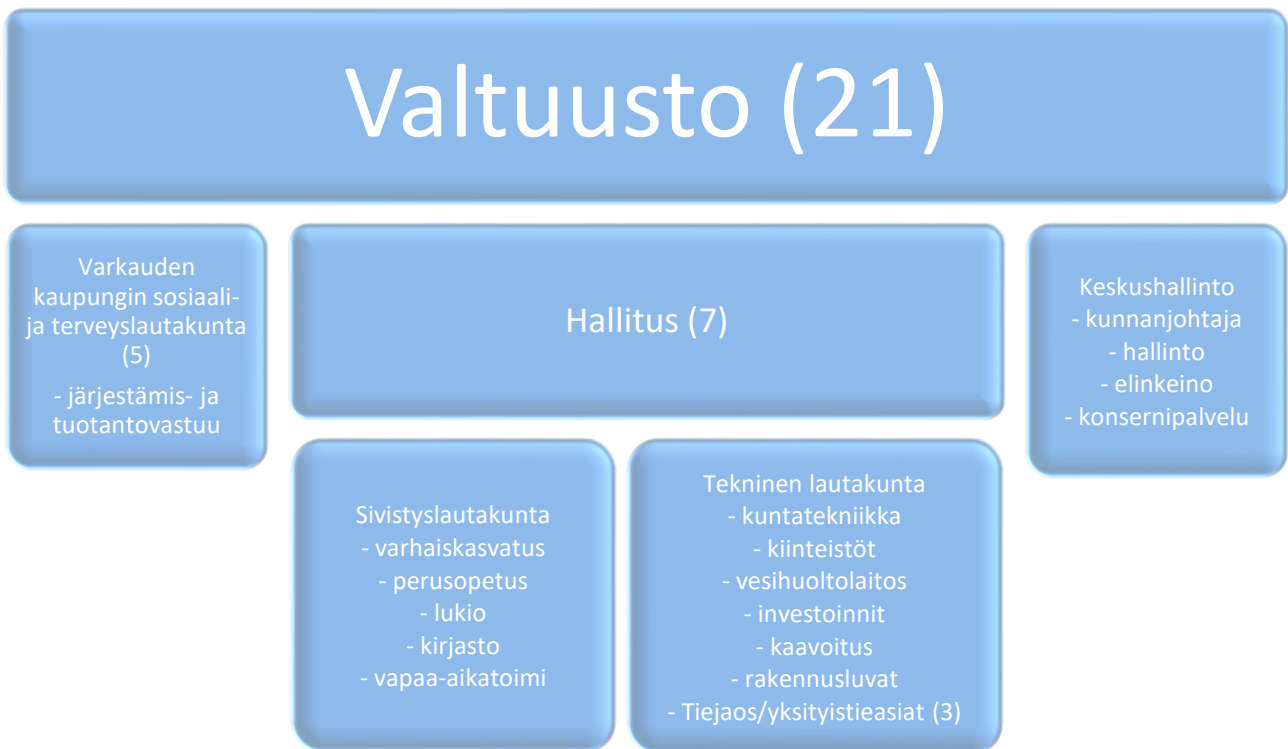 Valtuusto (21)
Varkauden
kaupungin sosiaali-
ja terveyslautakunta
(5)
- järjestämis- ja
tuotantovastuu
Hallitus (7)
Keskushallinto
- kunnanjohtaja
- hallinto
- elinkeino
- konsernipalvelu
Sivistyslautakunta
- varhaiskasvatus
- perusopetus
- lukio
- kirjasto
- vapaa-aikatoimi
Tekninen lautakunta
- kuntatekniikka
- kiinteistöt
- vesihuoltolaitos
- investoinnit
- kaavoitus
- rakennusluvat
- Tiejaos/yksityistieasiat (3)